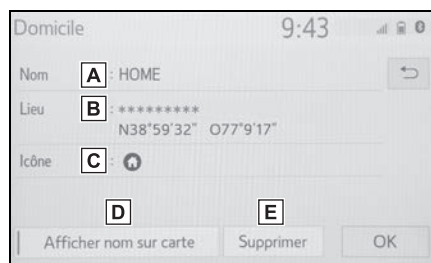 Domicile 9:43
Nom A : HOME
Lieu B : *********
N38°59'32" O77°9'17"
Icône C :
D E
Afficher nom sur carte Supprimer OK